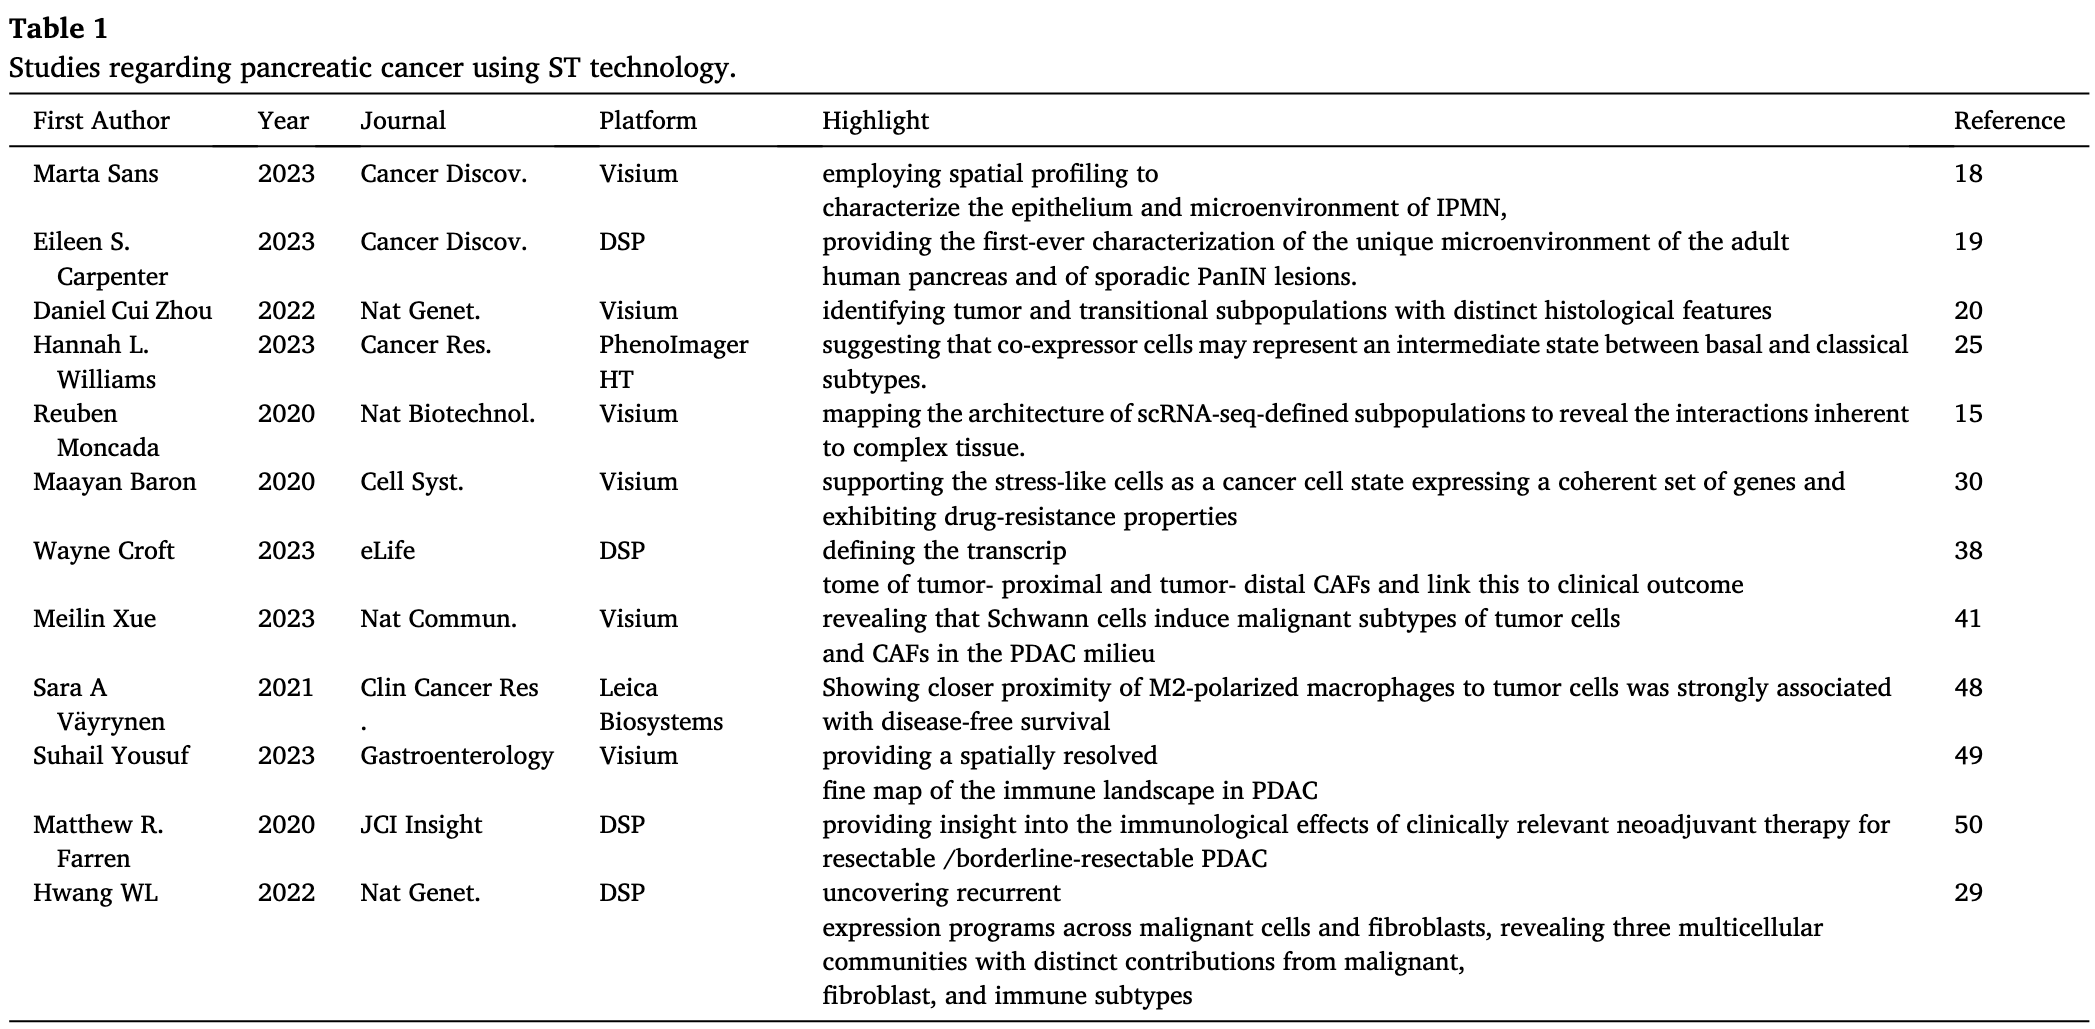 Table 1
Studies regarding pancreatic cancer using ST technology.
First Author Year Journal Platform Highlight Reference
Marta Sans 2023 Cancer Discov. Visium employing spatial profiling to 18
characterize the epithelium and microenvironment of IPMN,
Eileen S. 2023 Cancer Discov. DSP providing the first-ever characterization of the unique microenvironment of the adult 19
Carpenter human pancreas and of sporadic PanIN lesions.
Daniel Cui Zhou 2022 Nat Genet. Visium identifying tumor and transitional subpopulations with distinct histological features 20
Hannah L. 2023 Cancer Res. PhenoImager suggesting that co-expressor cells may represent an intermediate state between basal and classical 25
Williams HT subtypes.
Reuben 2020 Nat Biotechnol. Visium mapping the architecture of scRNA-seq-defined subpopulations to reveal the interactions inherent 15
Moncada to complex tissue.
Maayan Baron 2020 Cell Syst. Visium supporting the stress-like cells as a cancer cell state expressing a coherent set of genes and 30
exhibiting drug-resistance properties
Wayne Croft 2023 eLife DSP defining the transcrip 38
tome of tumor- proximal and tumor- distal CAFs and link this to clinical outcome
Meilin Xue 2023 Nat Commun. Visium revealing that Schwann cells induce malignant subtypes of tumor cells 41
and CAFs in the PDAC milieu
Sara A 2021 Clin Cancer Res Leica Showing closer proximity of M2-polarized macrophages to tumor cells was strongly associated 48
Väyrynen . Biosystems with disease-free survival
Suhail Yousuf 2023 Gastroenterology Visium providing a spatially resolved 49
fine map of the immune landscape in PDAC
Matthew R. 2020 JCI Insight DSP providing insight into the immunological effects of clinically relevant neoadjuvant therapy for 50
Farren resectable /borderline-resectable PDAC
Hwang WL 2022 Nat Genet. DSP uncovering recurrent 29
expression programs across malignant cells and fibroblasts, revealing three multicellular
communities with distinct contributions from malignant,
fibroblast, and immune subtypes